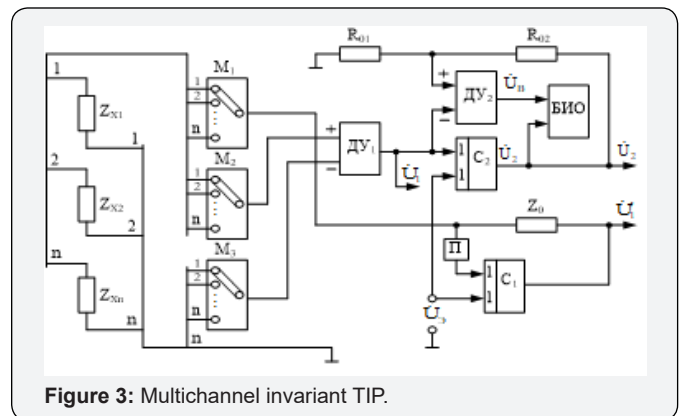 R₀₁
R₀₂
M₁
1
2
n
Z_X1
1
2
Z_X2
2
n
Z_Xn
n
M₂
1
2
n
M₃
1
2
n
n
+
−
ДУ₁
U̇₁
+
−
ДУ₂
U̇п
БИО
1
1
C₂
U̇₂
U̇₂
Z₀
U̇₁'
П
1
1
C₁
Figure 3: Multichannel invariant TIP.